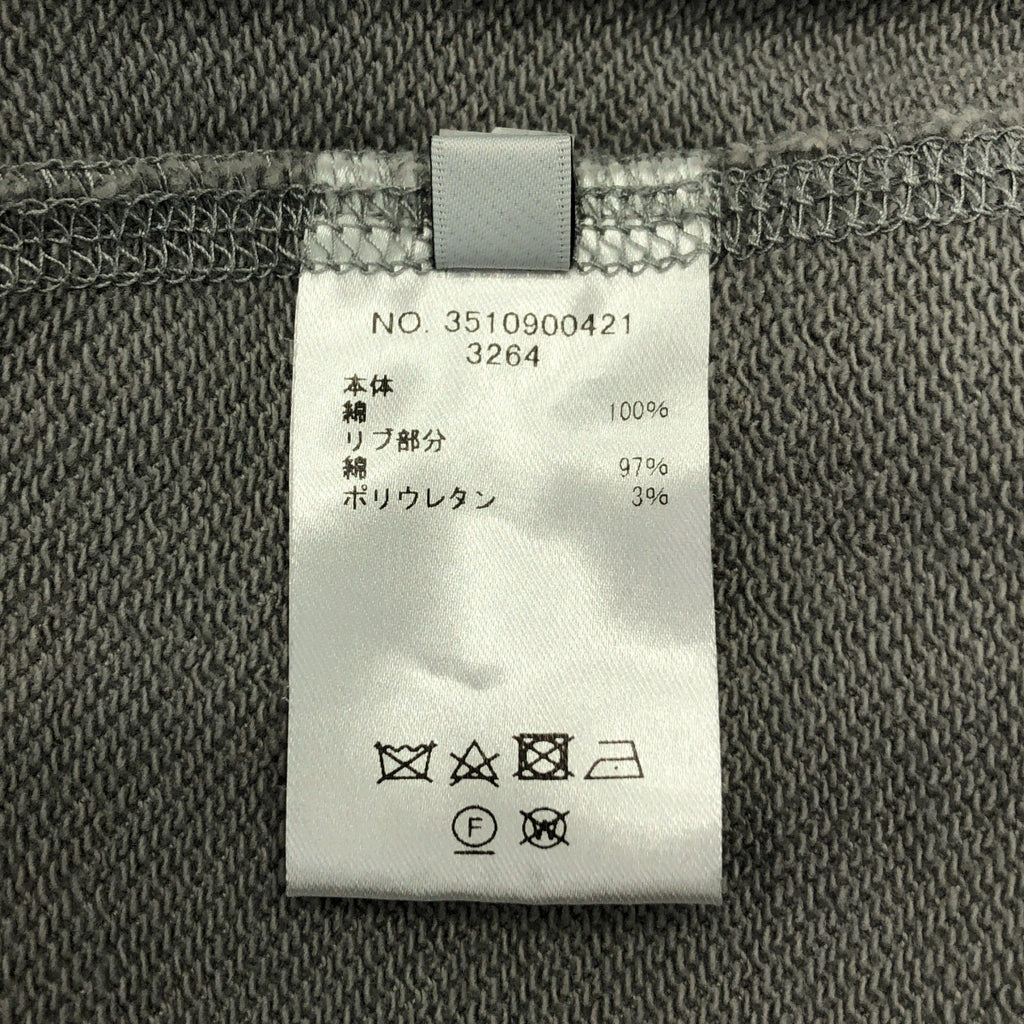 NO. 3510900421
3264
本体
綿 100%
リブ部分
綿 97%
ポリウレタン 3%
F
W